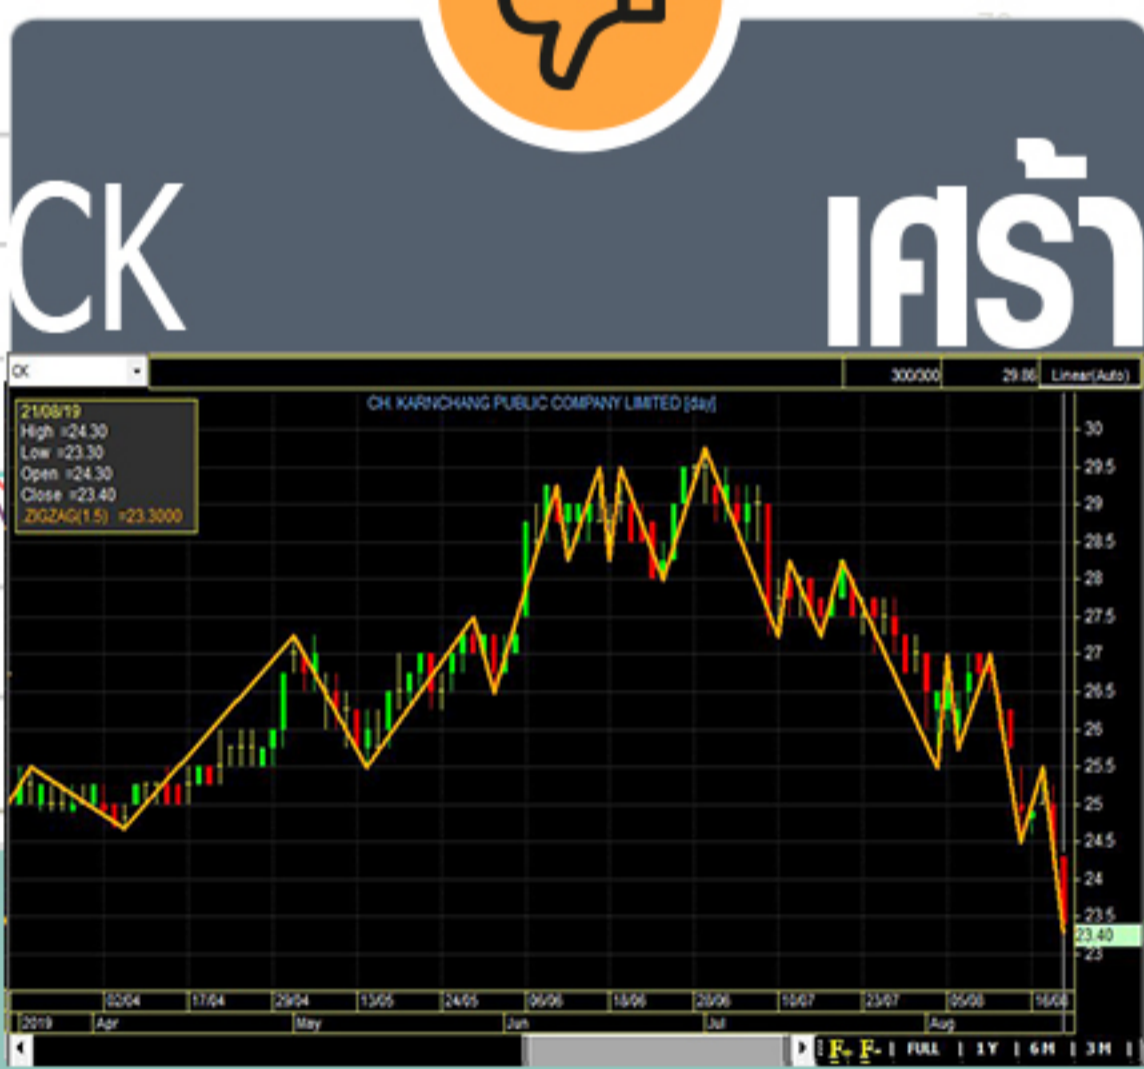 CK
เศร้า
CK
300/300 29.86 Linear(Auto)
CH. KARNCHANG PUBLIC COMPANY LIMITED [day]
21/08/19
High =24.30
Low =23.30
Open =24.30
Close =23.40
ZIGZAG(1.5) =23.3000
30
29.5
29
28.5
28
27.5
27
26.5
26
25.5
25
24.5
24
23.5
23.40
23
02/04 17/04 29/04 13/05 24/05 06/06 18/06 28/06 10/07 23/07 05/08 16/08
2019 Apr May Jun Jul Aug
F+ F- | FULL | 1Y | 6M | 3M |